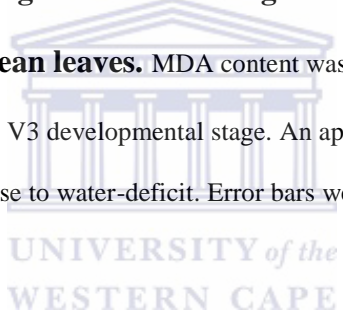 ean leaves. MDA content was
V3 developmental stage. An ap
se to water-deficit. Error bars we
UNIVERSITY of the
WESTERN CAPE